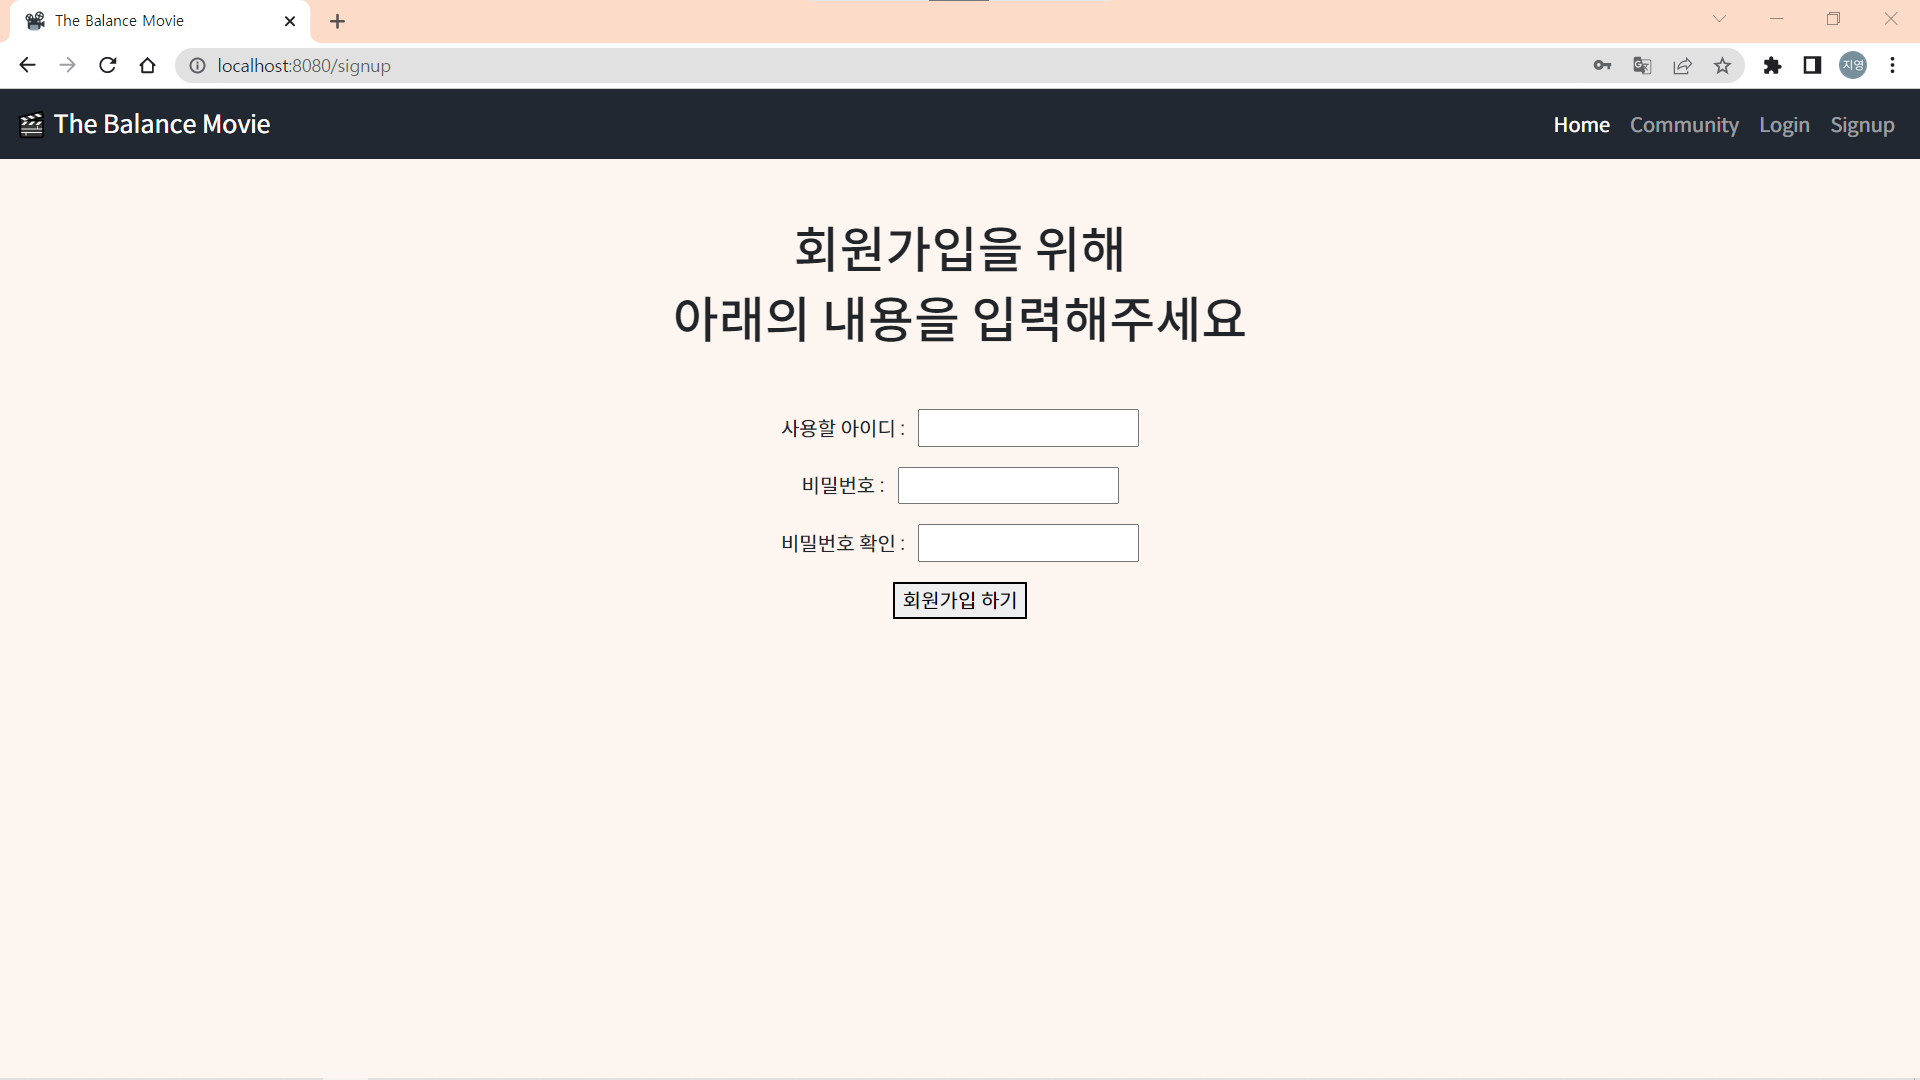 The Balance Movie
localhost:8080/signup
지영
The Balance Movie
Home Community Login Signup
회원가입을 위해
아래의 내용을 입력해주세요
사용할 아이디 :
비밀번호 :
비밀번호 확인 :
회원가입 하기